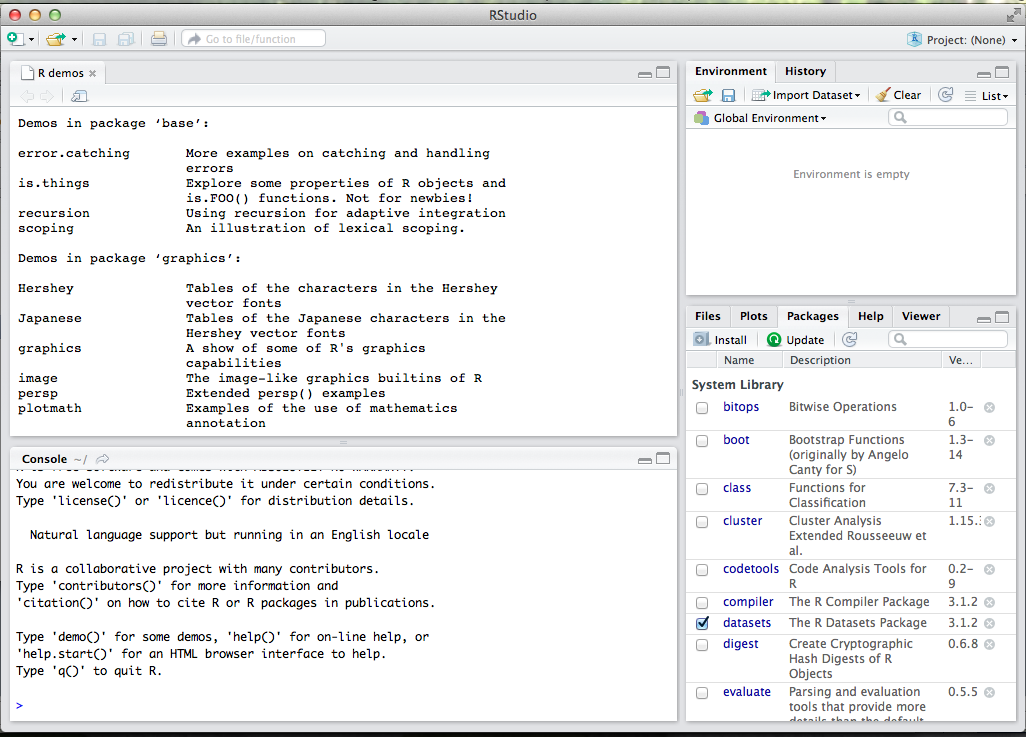 RStudio
Go to file/function
Project: (None)
R demos
Demos in package ‘base’:
error.catching More examples on catching and handling
errors
is.things Explore some properties of R objects and
is.FOO() functions. Not for newbies!
recursion Using recursion for adaptive integration
scoping An illustration of lexical scoping.
Demos in package ‘graphics’:
Hershey Tables of the characters in the Hershey
vector fonts
Japanese Tables of the Japanese characters in the
Hershey vector fonts
graphics A show of some of R's graphics
capabilities
image The image-like graphics builtins of R
persp Extended persp() examples
plotmath Examples of the use of mathematics
annotation
Console ~/
You are welcome to redistribute it under certain conditions.
Type 'license()' or 'licence()' for distribution details.
Natural language support but running in an English locale
R is a collaborative project with many contributors.
Type 'contributors()' for more information and
'citation()' on how to cite R or R packages in publications.
Type 'demo()' for some demos, 'help()' for on-line help, or
'help.start()' for an HTML browser interface to help.
Type 'q()' to quit R.
>
Environment History
Import Dataset Clear List
Global Environment
Environment is empty
Files Plots Packages Help Viewer
Install Update
Name Description Ve...
System Library
bitops Bitwise Operations 1.0-
6
boot Bootstrap Functions 1.3-
(originally by Angelo 14
Canty for S)
class Functions for 7.3-
Classification 11
cluster Cluster Analysis 1.15.
Extended Rousseeuw et
al.
codetools Code Analysis Tools for 0.2-
R 9
compiler The R Compiler Package 3.1.2
datasets The R Datasets Package 3.1.2
digest Create Cryptographic 0.6.8
Hash Digests of R
Objects
evaluate Parsing and evaluation 0.5.5
tools that provide more
details than the default